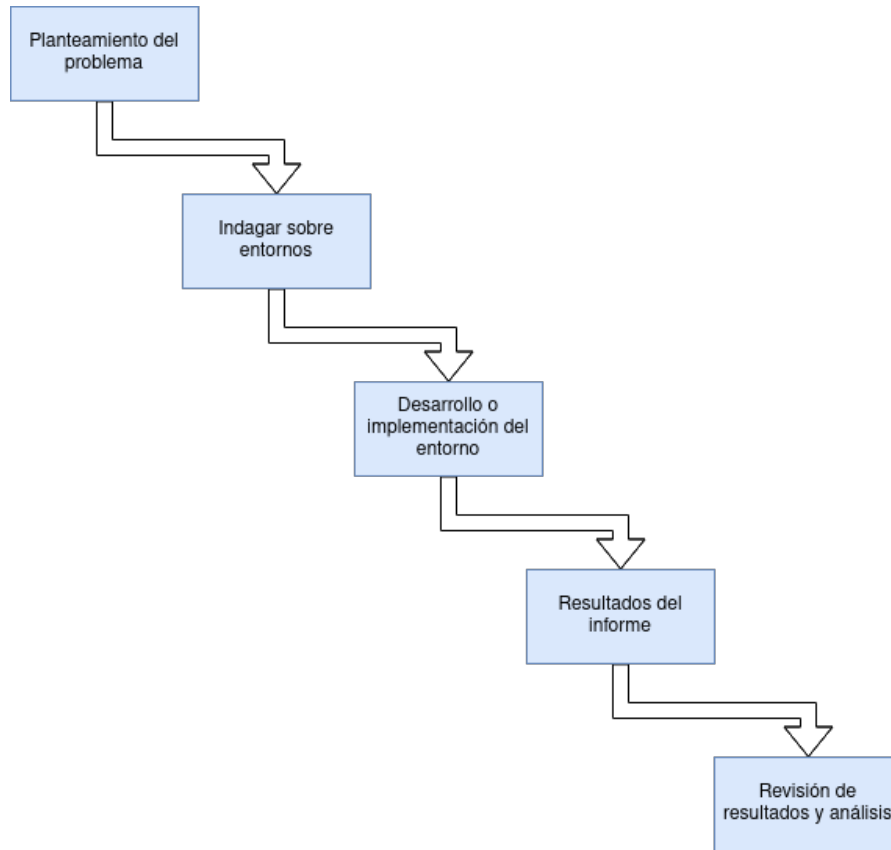 Planteamiento del
problema
Indagar sobre
entornos
Desarrollo o
implementación del
entorno
Resultados del
informe
Revisión de
resultados y análisis